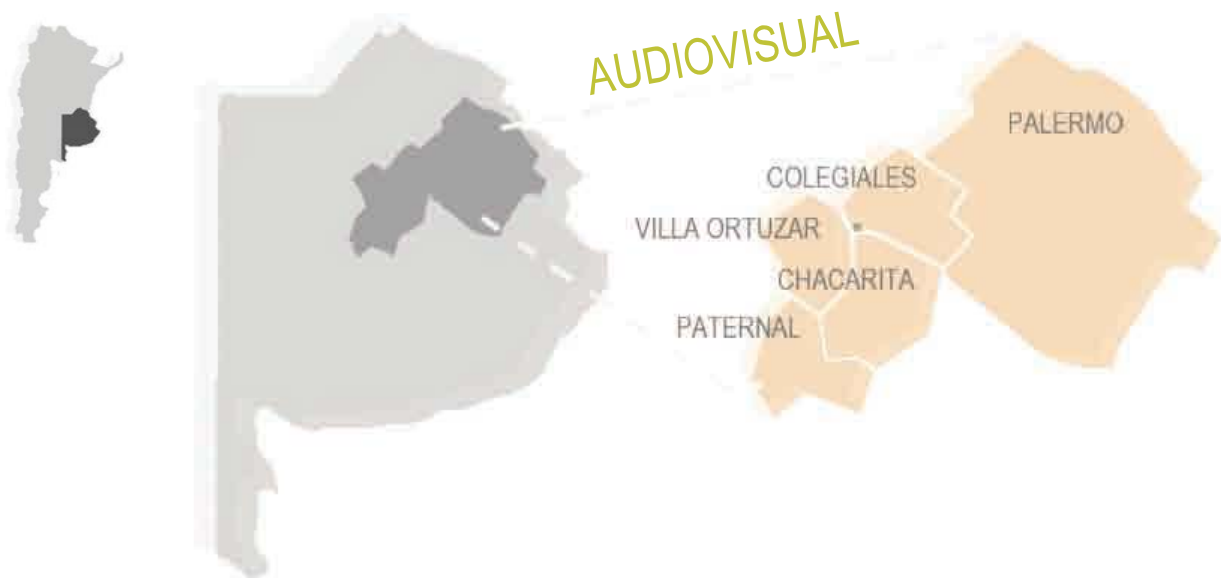 AUDIOVISUAL
PALERMO
COLEGIALES
VILLA ORTUZAR
CHACARITA
PATERNAL